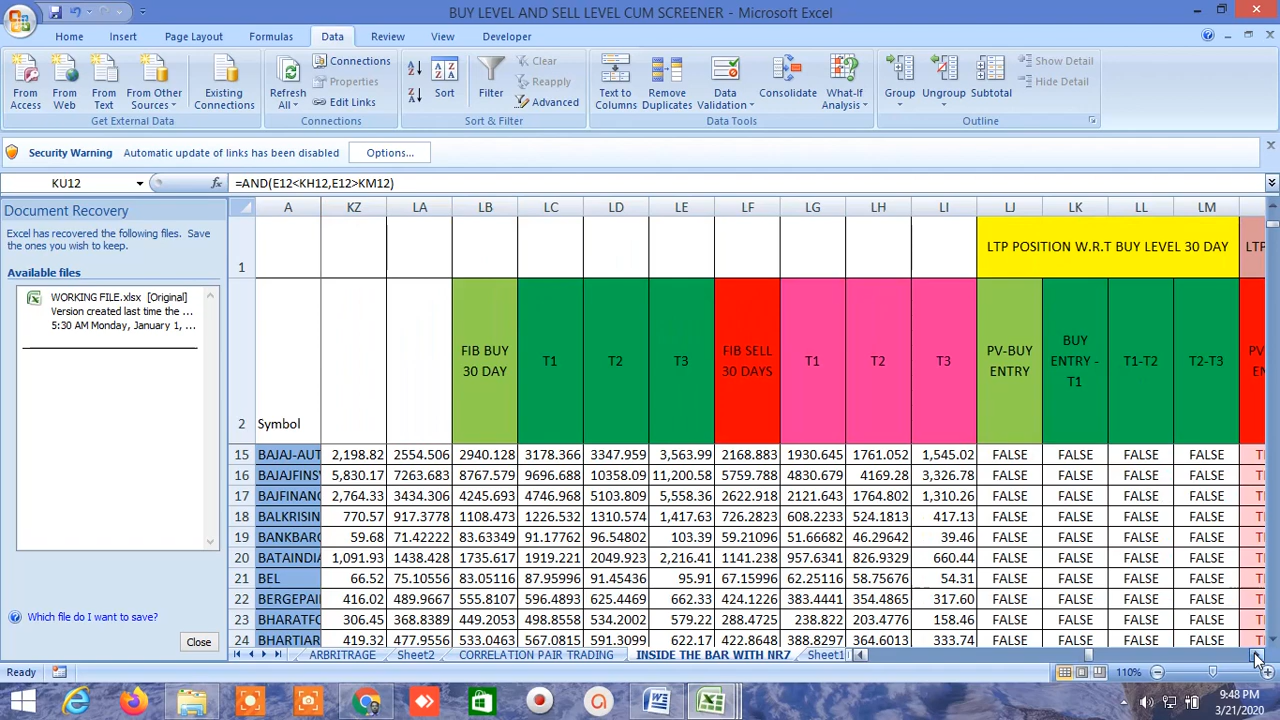 BUY LEVEL AND SELL LEVEL CUM SCREENER - Microsoft Excel
Home Insert Page Layout Formulas Data Review View Developer
From Access
From Web
From Text
From Other Sources
Existing Connections
Get External Data
Refresh All
Connections
Properties
Edit Links
Connections
Sort
Filter
Clear
Reapply
Advanced
Sort & Filter
Text to Columns
Remove Duplicates
Data Validation
Consolidate
What-If Analysis
Data Tools
Group
Ungroup
Subtotal
Show Detail
Hide Detail
Outline
Security Warning Automatic update of links has been disabled Options...
KU12 fx =AND(E12<KH12,E12>KM12)
Document Recovery
Excel has recovered the following files. Save
the ones you wish to keep.
Available files
WORKING FILE.xlsx [Original]
Version created last time the ...
5:30 AM Monday, January 1, ...
Which file do I want to save?
Close
A KZ LA LB LC LD LE LF LG LH LI LJ LK LL LM
1 LTP POSITION W.R.T BUY LEVEL 30 DAY LTP
2 Symbol
FIB BUY 30 DAY
T1
T2
T3
FIB SELL 30 DAYS
T1
T2
T3
PV-BUY ENTRY
BUY ENTRY - T1
T1-T2
T2-T3
15 BAJAJ-AUT 2,198.82 2554.506 2940.128 3178.366 3347.959 3,563.99 2168.883 1930.645 1761.052 1,545.02 FALSE FALSE FALSE FALSE
16 BAJAJFINSV 5,830.17 7263.683 8767.579 9696.688 10358.09 11,200.58 5759.788 4830.679 4169.28 3,326.78 FALSE FALSE FALSE FALSE
17 BAJFINANC 2,764.33 3434.306 4245.693 4746.968 5103.809 5,558.36 2622.918 2121.643 1764.802 1,310.26 FALSE FALSE FALSE FALSE
18 BALKRISIN 770.57 917.3778 1108.473 1226.532 1310.574 1,417.63 726.2823 608.2233 524.1813 417.13 FALSE FALSE FALSE FALSE
19 BANKBARO 59.68 71.42222 83.63349 91.17762 96.54802 103.39 59.21096 51.66682 46.29642 39.46 FALSE FALSE FALSE FALSE
20 BATAINDIA 1,091.93 1438.428 1735.617 1919.221 2049.923 2,216.41 1141.238 957.6341 826.9329 660.44 FALSE FALSE FALSE FALSE
21 BEL 66.52 75.10556 83.05116 87.95996 91.45436 95.91 67.15996 62.25116 58.75676 54.31 FALSE FALSE FALSE FALSE
22 BERGEPAI 416.02 489.9667 555.8107 596.4893 625.4469 662.33 424.1226 383.4441 354.4865 317.60 FALSE FALSE FALSE FALSE
23 BHARATFO 306.45 368.8389 449.2053 498.8558 534.2002 579.22 288.4725 238.822 203.4776 158.46 FALSE FALSE FALSE FALSE
24 BHARTIAR 419.32 477.9556 533.0463 567.0815 591.3099 622.17 422.8648 388.8297 364.6013 333.74 FALSE FALSE FALSE FALSE
ARBRITRAGE Sheet2 CORRELATION PAIR TRADING INSIDE THE BAR WITH NR7 Sheet1
Ready 110%
9:48 PM
3/21/2020